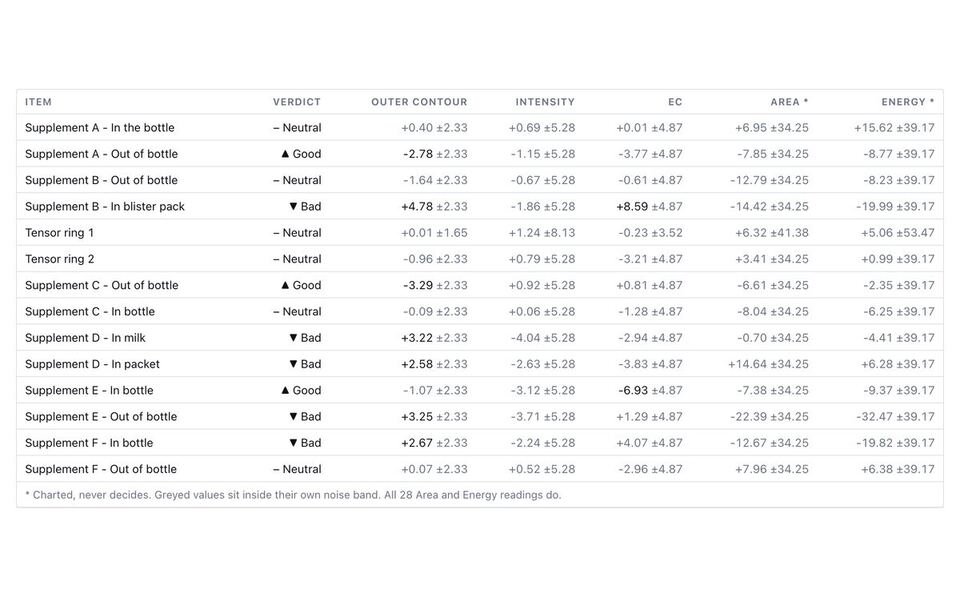 ITEM VERDICT OUTER CONTOUR INTENSITY EC AREA * ENERGY *
Supplement A - In the bottle – Neutral +0.40 ±2.33 +0.69 ±5.28 +0.01 ±4.87 +6.95 ±34.25 +15.62 ±39.17
Supplement A - Out of bottle ▲ Good -2.78 ±2.33 -1.15 ±5.28 -3.77 ±4.87 -7.85 ±34.25 -8.77 ±39.17
Supplement B - Out of bottle – Neutral -1.64 ±2.33 -0.67 ±5.28 -0.61 ±4.87 -12.79 ±34.25 -8.23 ±39.17
Supplement B - In blister pack ▼ Bad +4.78 ±2.33 -1.86 ±5.28 +8.59 ±4.87 -14.42 ±34.25 -19.99 ±39.17
Tensor ring 1 – Neutral +0.01 ±1.65 +1.24 ±8.13 -0.23 ±3.52 +6.32 ±41.38 +5.06 ±53.47
Tensor ring 2 – Neutral -0.96 ±2.33 +0.79 ±5.28 -3.21 ±4.87 +3.41 ±34.25 +0.99 ±39.17
Supplement C - Out of bottle ▲ Good -3.29 ±2.33 +0.92 ±5.28 +0.81 ±4.87 -6.61 ±34.25 -2.35 ±39.17
Supplement C - In bottle – Neutral -0.09 ±2.33 +0.06 ±5.28 -1.28 ±4.87 -8.04 ±34.25 -6.25 ±39.17
Supplement D - In milk ▼ Bad +3.22 ±2.33 -4.04 ±5.28 -2.94 ±4.87 -0.70 ±34.25 -4.41 ±39.17
Supplement D - In packet ▼ Bad +2.58 ±2.33 -2.63 ±5.28 -3.83 ±4.87 +14.64 ±34.25 +6.28 ±39.17
Supplement E - In bottle ▲ Good -1.07 ±2.33 -3.12 ±5.28 -6.93 ±4.87 -7.38 ±34.25 -9.37 ±39.17
Supplement E - Out of bottle ▼ Bad +3.25 ±2.33 -3.71 ±5.28 +1.29 ±4.87 -22.39 ±34.25 -32.47 ±39.17
Supplement F - In bottle ▼ Bad +2.67 ±2.33 -2.24 ±5.28 +4.07 ±4.87 -12.67 ±34.25 -19.82 ±39.17
Supplement F - Out of bottle – Neutral +0.07 ±2.33 +0.52 ±5.28 -2.96 ±4.87 +7.96 ±34.25 +6.38 ±39.17
* Charted, never decides. Greyed values sit inside their own noise band. All 28 Area and Energy readings do.